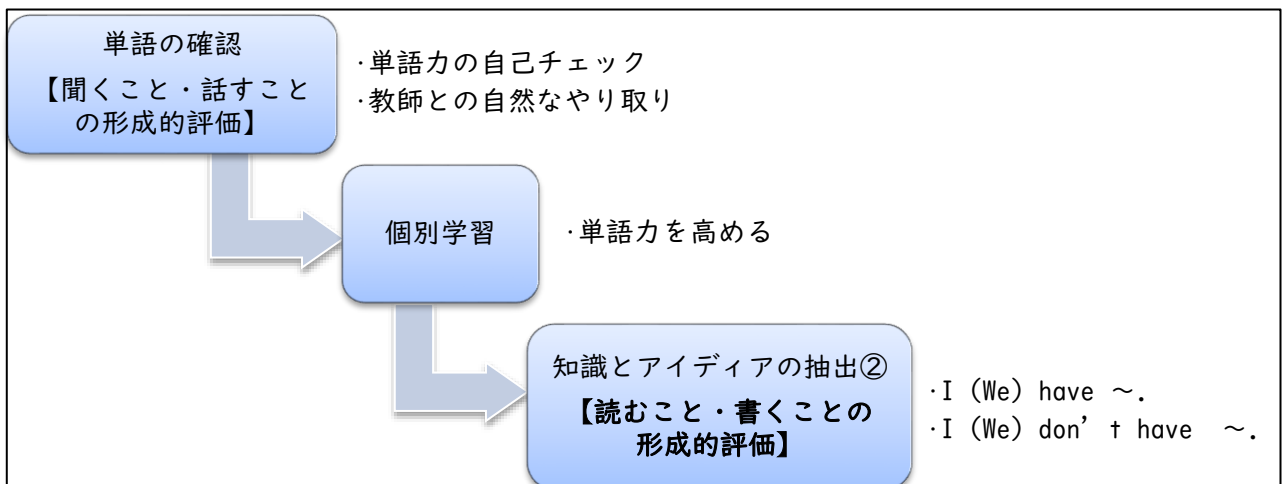 単語の確認
【聞くこと・話すこと
の形成的評価】
·単語力の自己チェック
·教師との自然なやり取り
個別学習
·単語力を高める
知識とアイディアの抽出②
【読むこと・書くことの
形成的評価】
·I (We) have ～.
·I (We) don’t have　～.